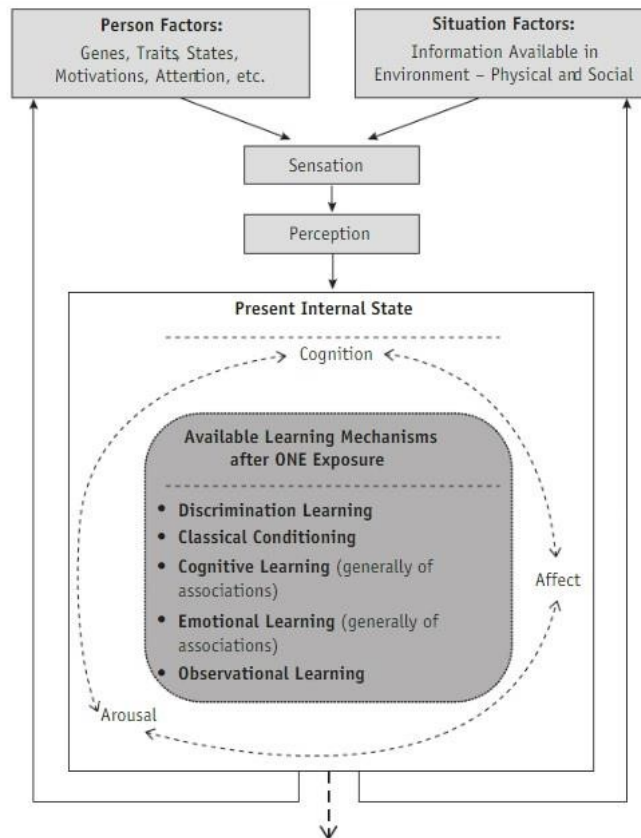 Person Factors:
Genes, Traits, States,
Motivations, Attention, etc.
Situation Factors:
Information Available in
Environment – Physical and Social
Sensation
Perception
Present Internal State
Cognition
Available Learning Mechanisms
after ONE Exposure
• Discrimination Learning
• Classical Conditioning
• Cognitive Learning (generally of
associations)
• Emotional Learning (generally of
associations)
• Observational Learning
Affect
Arousal